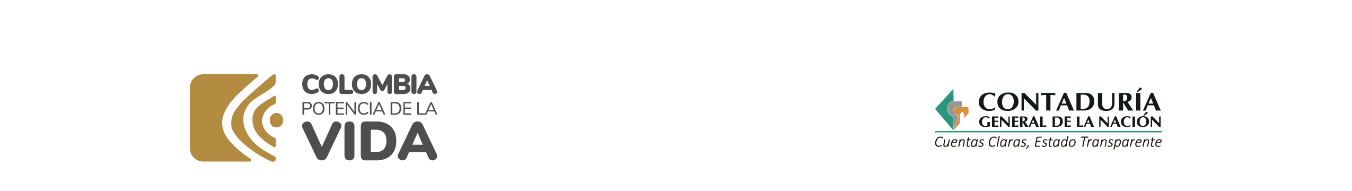 COLOMBIA
POTENCIA DE LA
VIDA
CONTADURÍA
GENERAL DE LA NACIÓN
Cuentas Claras, Estado Transparente